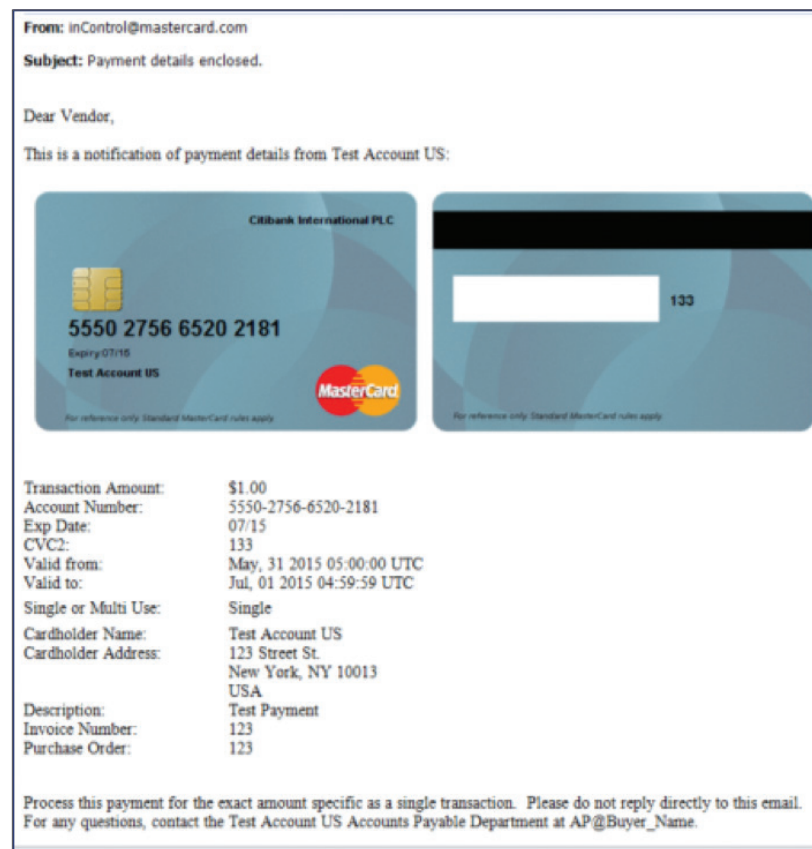 From: inControl@mastercard.com
Subject: Payment details enclosed.
Dear Vendor,
This is a notification of payment details from Test Account US:
Citibank International PLC
5550 2756 6520 2181
Expiry:07/15
Test Account US
MasterCard
For reference only. Standard MasterCard rules apply
133
For reference only. Standard MasterCard rules apply
Transaction Amount: $1.00
Account Number: 5550-2756-6520-2181
Exp Date: 07/15
CVC2: 133
Valid from: May, 31 2015 05:00:00 UTC
Valid to: Jul, 01 2015 04:59:59 UTC
Single or Multi Use: Single
Cardholder Name: Test Account US
Cardholder Address: 123 Street St.
New York, NY 10013
USA
Description: Test Payment
Invoice Number: 123
Purchase Order: 123
Process this payment for the exact amount specific as a single transaction. Please do not reply directly to this email.
For any questions, contact the Test Account US Accounts Payable Department at AP@Buyer_Name.